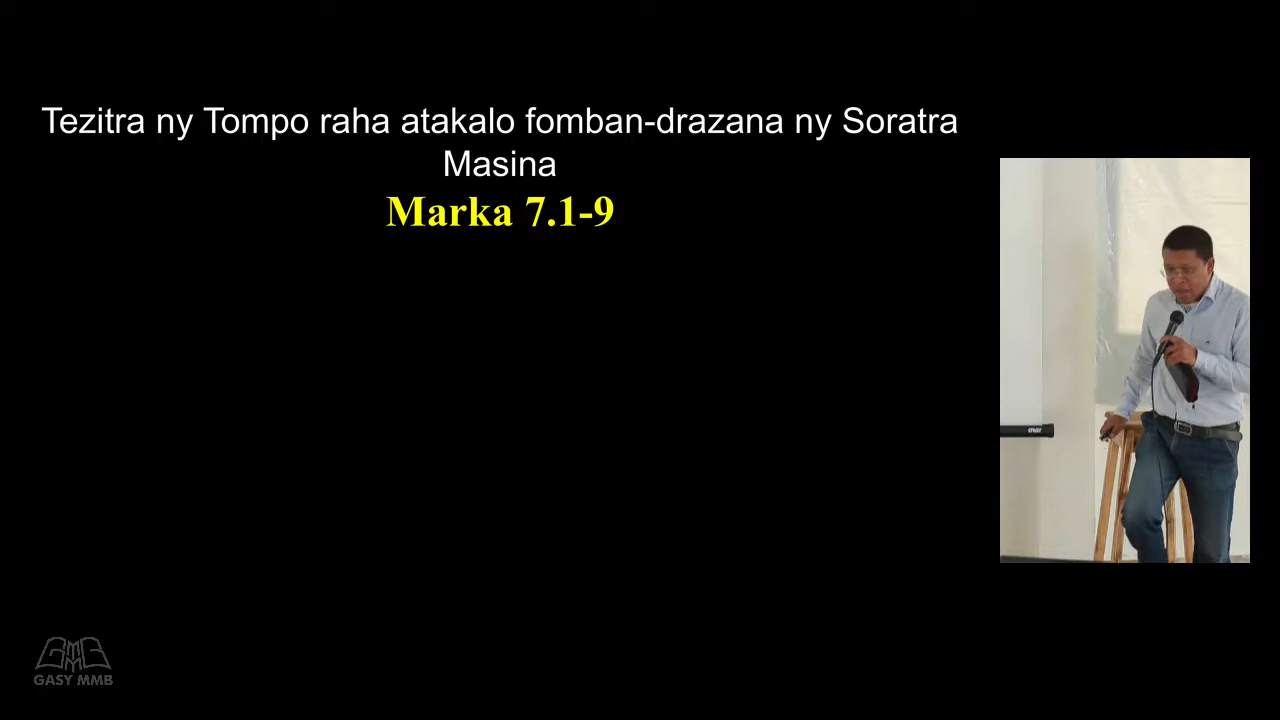 Tezitra ny Tompo raha atakalo fomban-drazana ny Soratra
Masina
Marka 7.1-9
GASY MMB